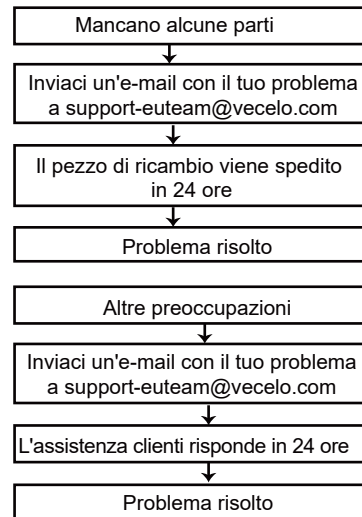 Mancano alcune parti
Inviaci un'e-mail con il tuo problema
a support-euteam@vecelo.com
Il pezzo di ricambio viene spedito
in 24 ore
Problema risolto
Altre preoccupazioni
Inviaci un'e-mail con il tuo problema
a support-euteam@vecelo.com
L'assistenza clienti risponde in 24 ore
Problema risolto